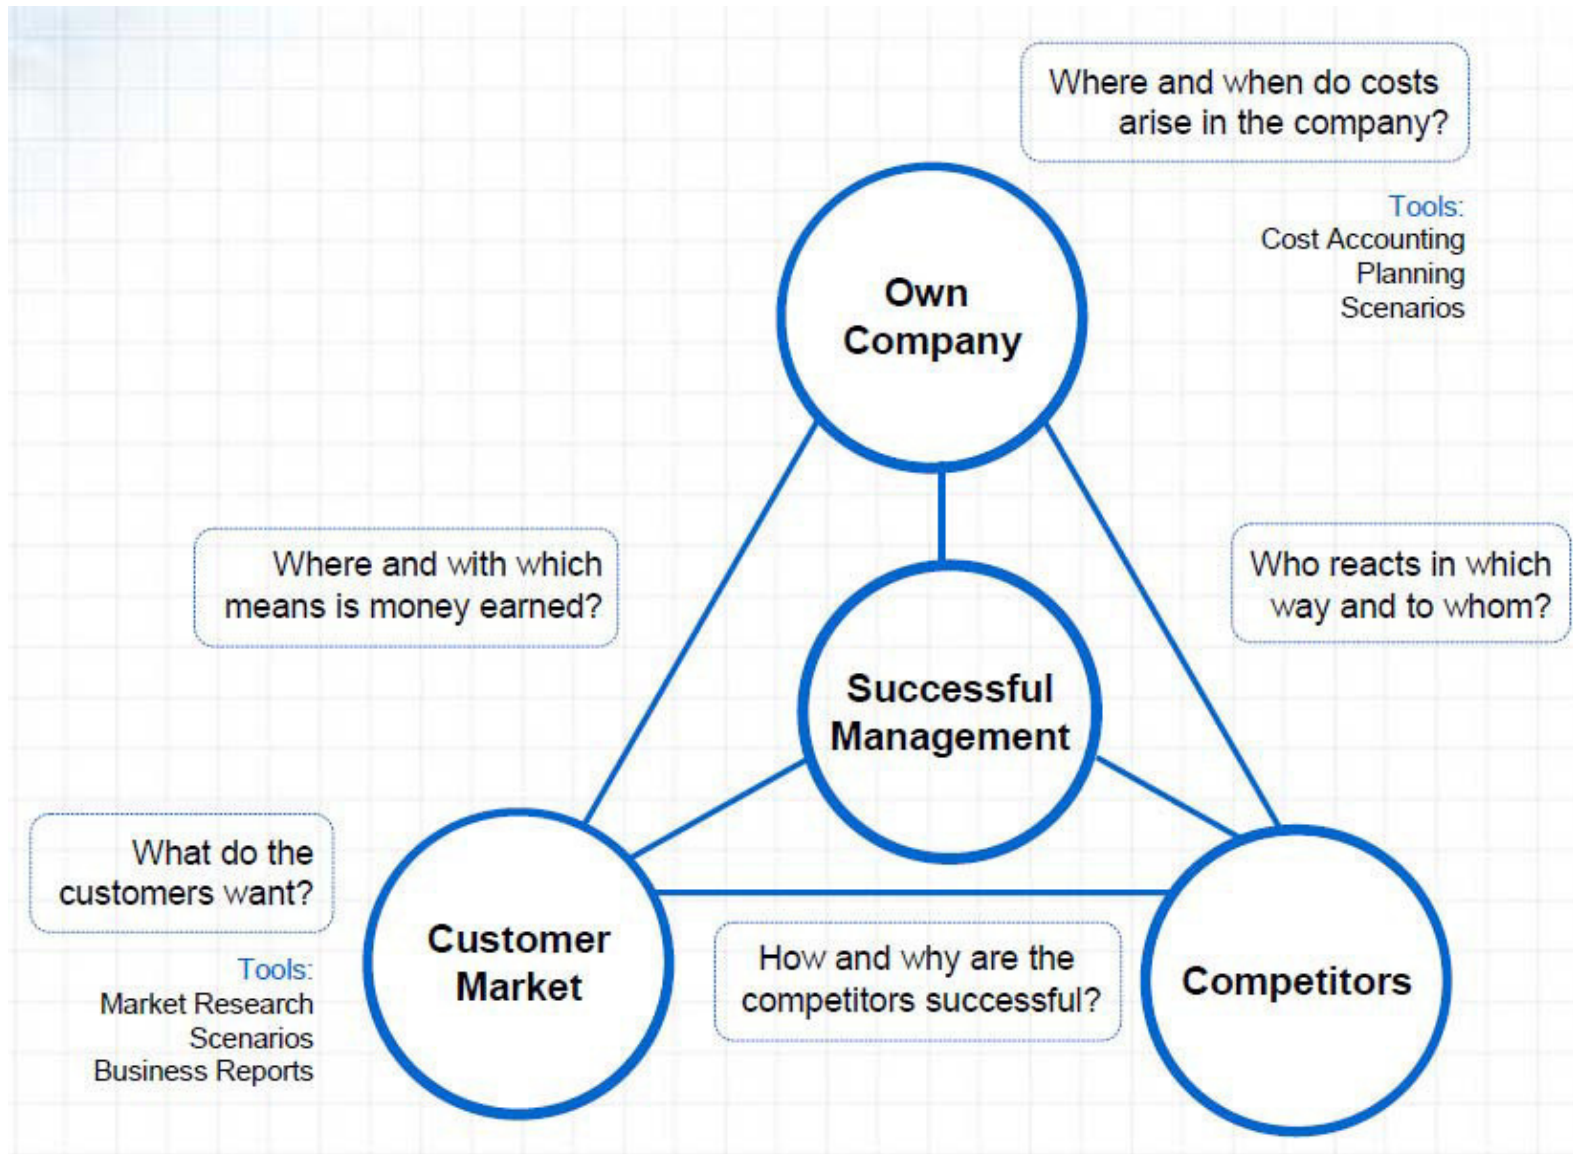 Where and when do costs
arise in the company?
Tools:
Cost Accounting
Planning
Scenarios
Own
Company
Where and with which
means is money earned?
Who reacts in which
way and to whom?
Successful
Management
What do the
customers want?
Tools:
Market Research
Scenarios
Business Reports
Customer
Market
How and why are the
competitors successful?
Competitors